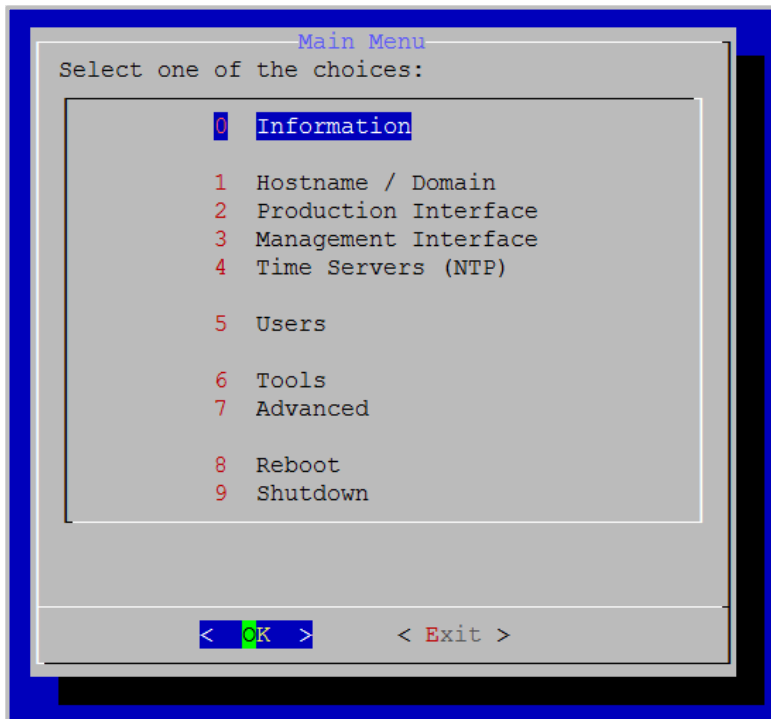 Main Menu
Select one of the choices:
0 Information
1 Hostname / Domain
2 Production Interface
3 Management Interface
4 Time Servers (NTP)
5 Users
6 Tools
7 Advanced
8 Reboot
9 Shutdown
< OK > < Exit >